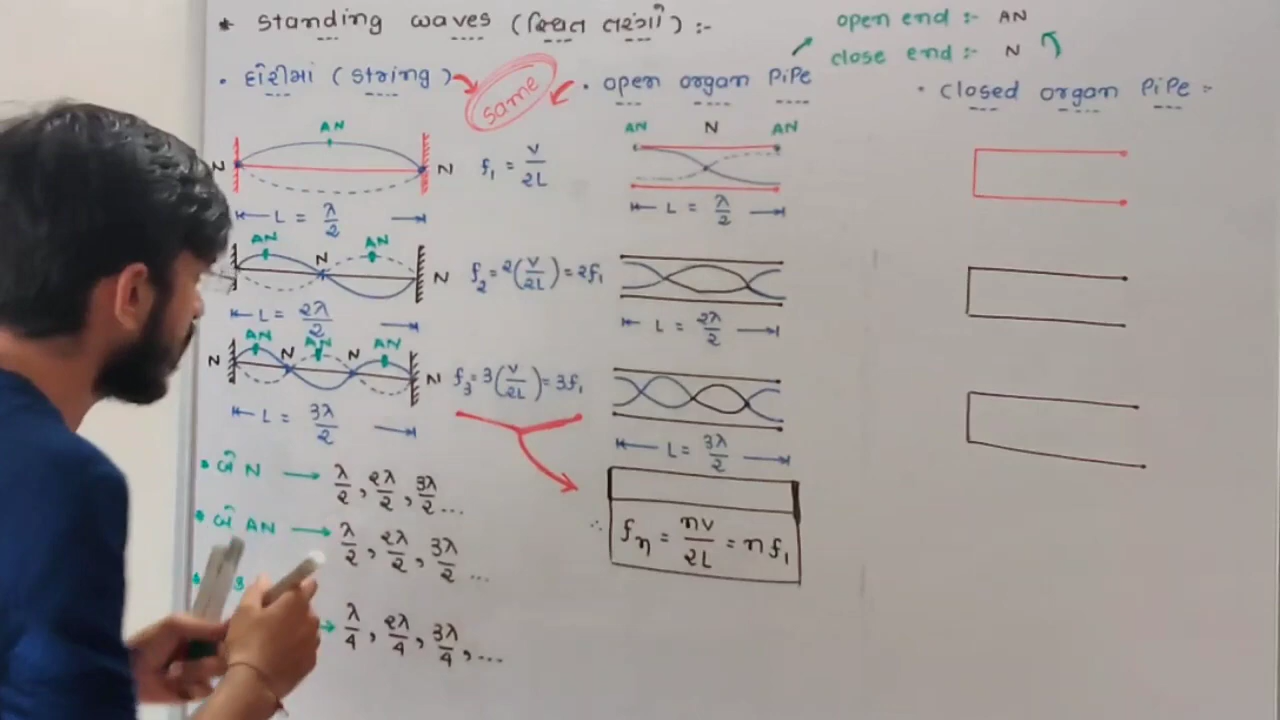 * Standing waves (સ્થિત તરંગો) :-
open end :- AN
close end :- N
• દોરીમાં (string)
same
• open organ PiPe
• closed organ PiPe :-
AN
N
N
f₁ = v/2L
L = λ/2
AN N AN
L = λ/2
AN
AN
N
N
f₂ = 2(v/2L) = 2f₁
L = 2λ/2
L = 2λ/2
N AN N AN N AN N
f₃ = 3(v/2L) = 3f₁
L = 3λ/2
L = 3λ/2
• બે N → λ/2, 2λ/2, 3λ/2 ...
• બે AN → λ/2, 2λ/2, 3λ/2 ...
→ λ/4, 2λ/4, 3λ/4, ...
∴ fₙ = nv/2L = n f₁